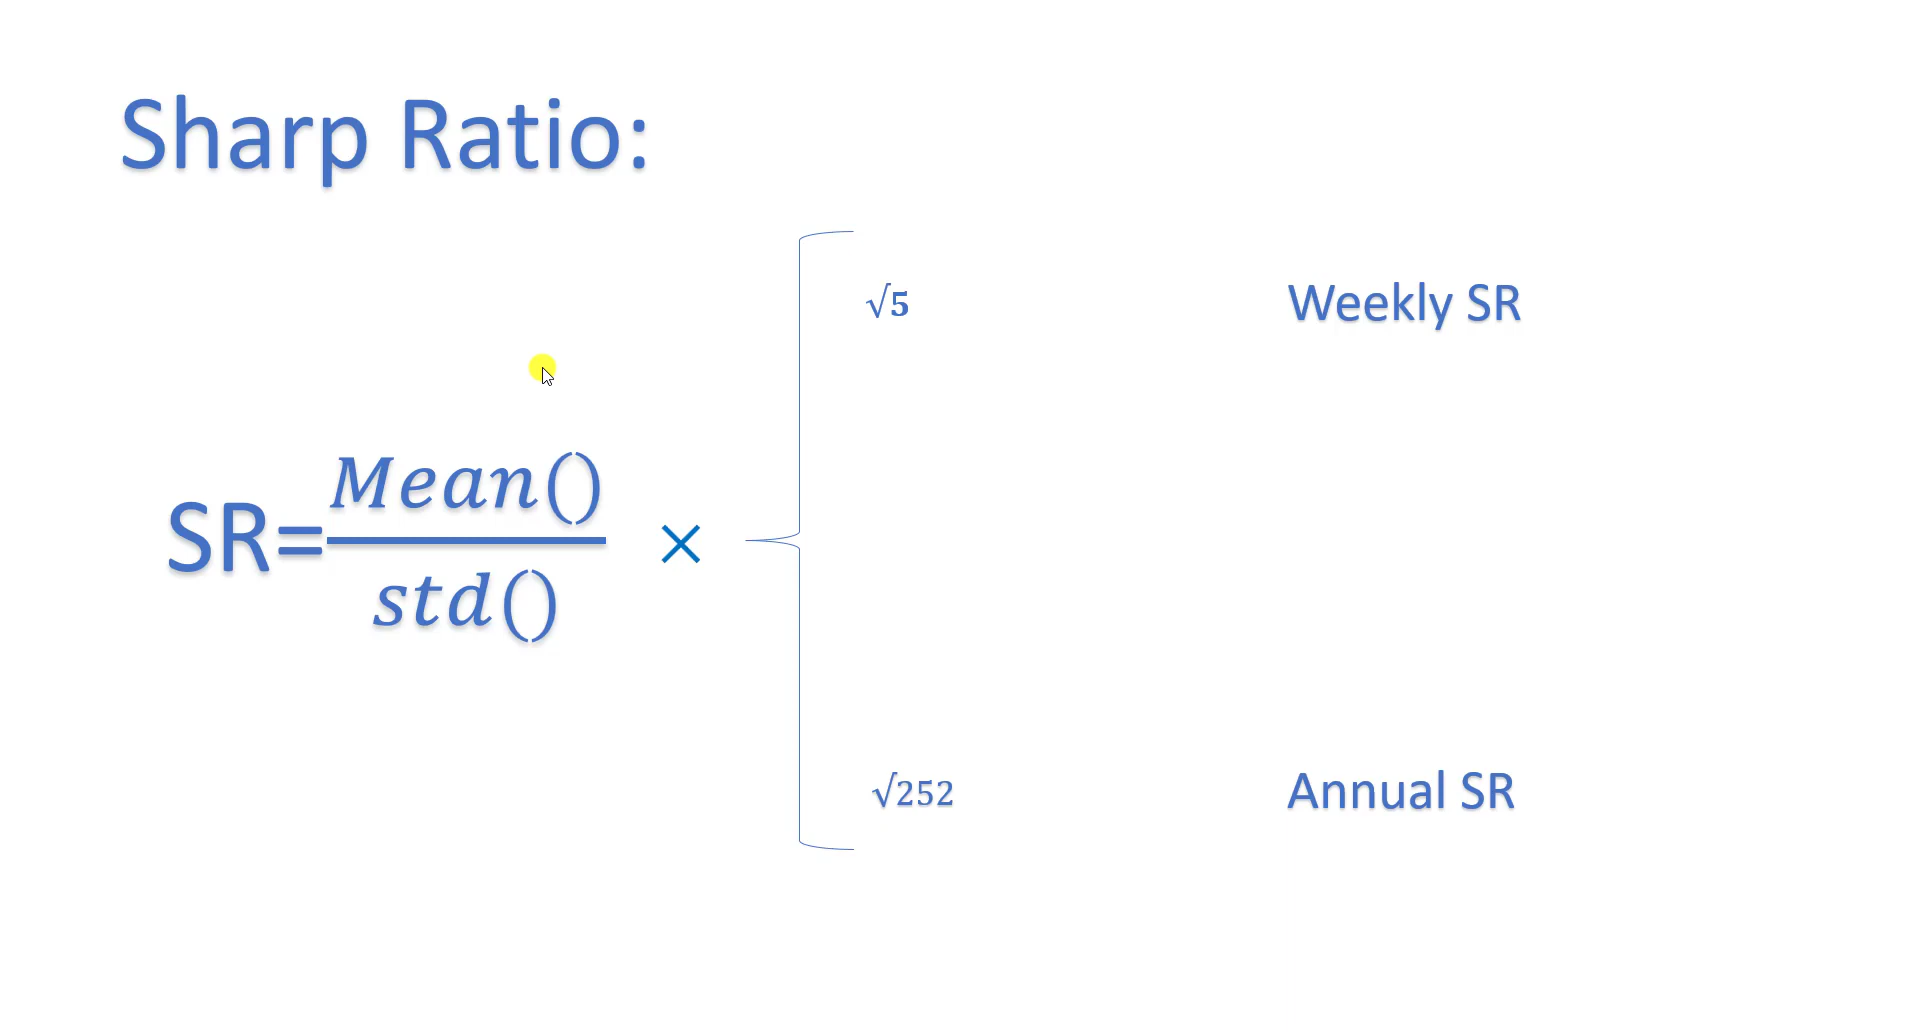 Sharp Ratio:
√5 Weekly SR
SR= Mean() / std() ×
√252 Annual SR